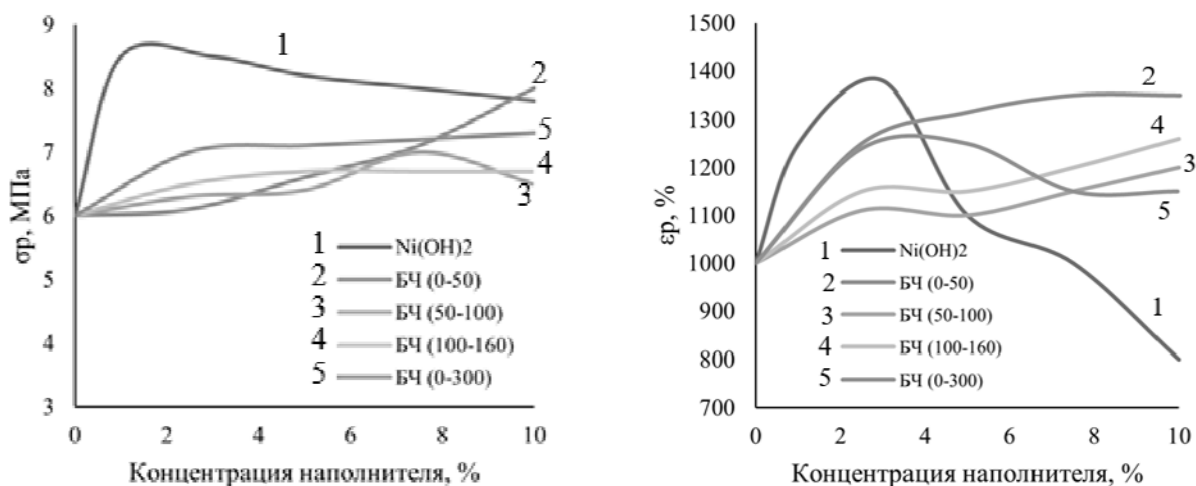 9
8
7
6
5
4
3
σр, МПа
0
2
4
6
8
10
Концентрация наполнителя, %
1
2
5
4
3
1 Ni(OH)2
2 БЧ (0-50)
3 БЧ (50-100)
4 БЧ (100-160)
5 БЧ (0-300)
1500
1400
1300
1200
1100
1000
900
800
700
εр, %
0
2
4
6
8
10
Концентрация наполнителя, %
2
4
3
5
1
1 Ni(OH)2
2 БЧ (0-50)
3 БЧ (50-100)
4 БЧ (100-160)
5 БЧ (0-300)